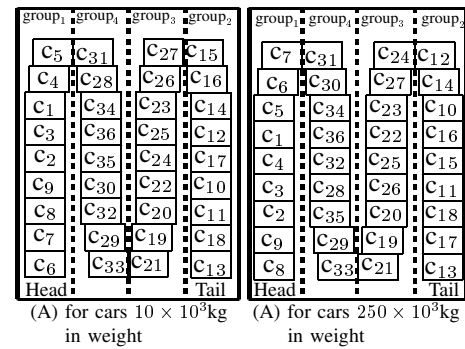 group₁ group₄ group₃ group₂
c₅ c₃₁ c₂₇ c₁₅
c₄ c₂₈ c₂₆ c₁₆
c₁ c₃₄ c₂₃ c₁₄
c₃ c₃₆ c₂₅ c₁₂
c₂ c₃₅ c₂₄ c₁₇
c₉ c₃₀ c₂₂ c₁₀
c₈ c₃₂ c₂₀ c₁₁
c₇ c₂₉ c₁₉ c₁₈
c₆ c₃₃ c₂₁ c₁₃
Head Tail
(A) for cars 10 × 10³kg
in weight
group₁ group₄ group₃ group₂
c₇ c₃₁ c₂₄ c₁₂
c₆ c₃₀ c₂₇ c₁₄
c₅ c₃₄ c₂₃ c₁₀
c₁ c₃₆ c₂₂ c₁₆
c₄ c₃₂ c₂₅ c₁₅
c₃ c₂₈ c₂₆ c₁₁
c₂ c₃₅ c₂₀ c₁₈
c₉ c₂₉ c₁₉ c₁₇
c₈ c₃₃ c₂₁ c₁₃
Head Tail
(A) for cars 250 × 10³kg
in weight